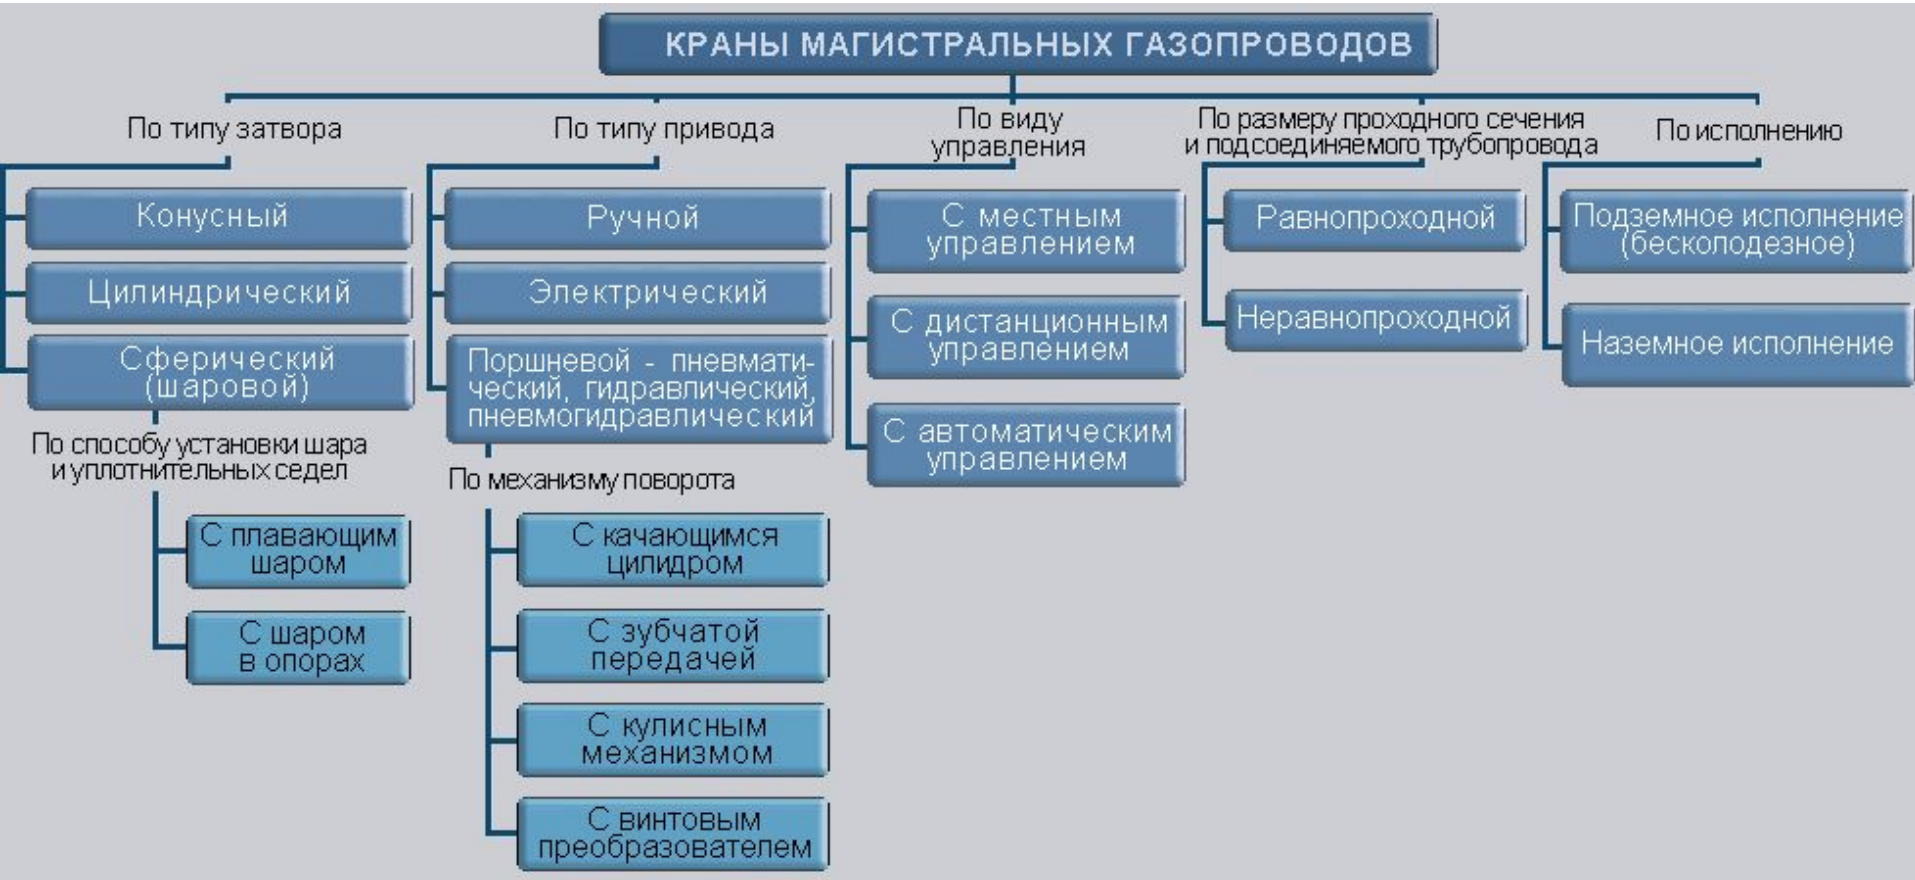 КРАНЫ МАГИСТРАЛЬНЫХ ГАЗОПРОВОДОВ
По типу затвора
Конусный
Цилиндрический
Сферический
(шаровой)
По способу установки шара
и уплотнительных седел
С плавающим
шаром
С шаром
в опорах
По типу привода
Ручной
Электрический
Поршневой - пневмати-
ческий, гидравлический,
пневмогидравлический
По механизму поворота
С качающимся
цилидром
С зубчатой
передачей
С кулисным
механизмом
С винтовым
преобразователем
По виду
управления
С местным
управлением
С дистанционным
управлением
С автоматическим
управлением
По размеру проходного сечения
и подсоединяемого трубопровода
Равнопроходной
Неравнопроходной
По исполнению
Подземное исполнение
(бесколодезное)
Наземное исполнение